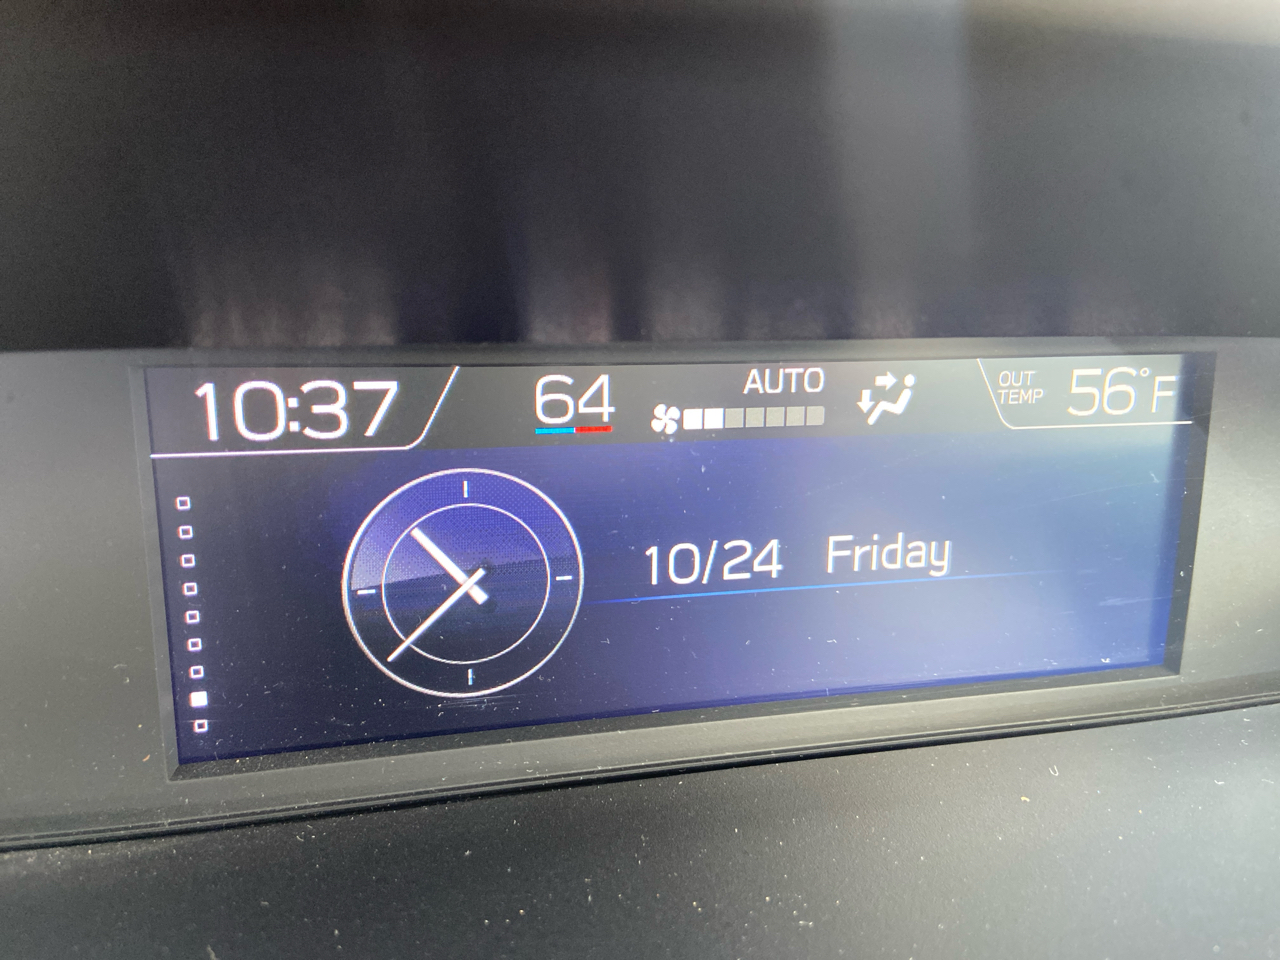 10:37
64
AUTO
OUT
TEMP
56°F
10/24 Friday